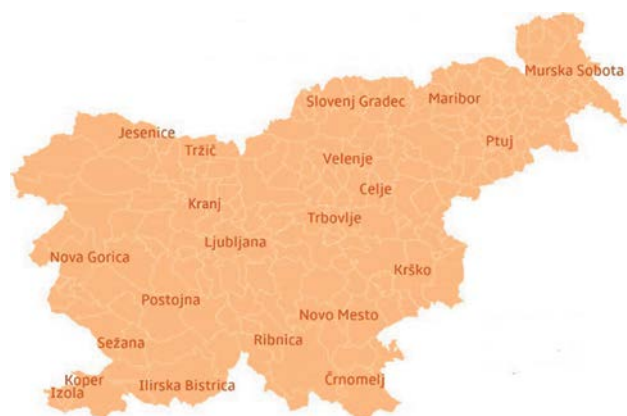 Murska Sobota
Slovenj Gradec
Maribor
Jesenice
Tržič
Ptuj
Velenje
Celje
Kranj
Trbovlje
Ljubljana
Nova Gorica
Krško
Postojna
Novo Mesto
Sežana
Ribnica
Koper
Izola
Ilirska Bistrica
Črnomelj